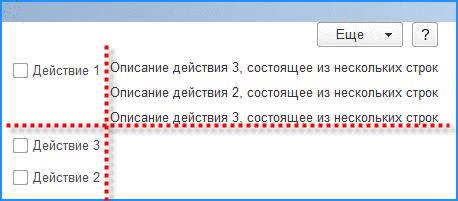 Еще ?
Действие 1 Описание действия 3, состоящее из нескольких строк
Описание действия 2, состоящее из нескольких строк
Описание действия 3, состоящее из нескольких строк
Действие 3
Действие 2